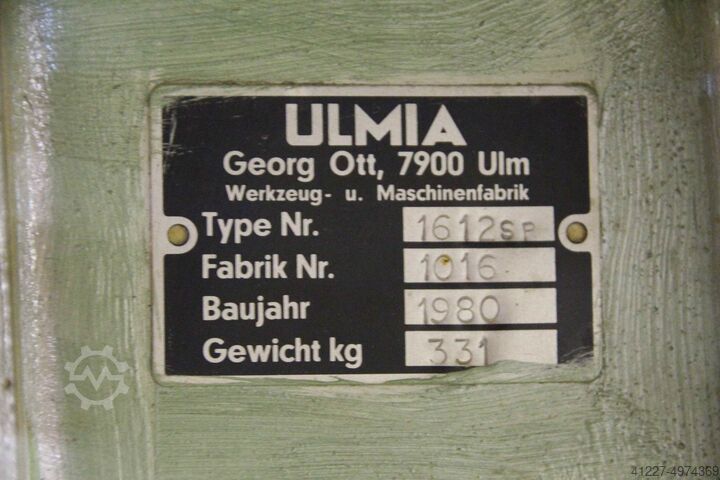 ULMIA
Georg Ott, 7900 Ulm
Werkzeug- u. Maschinenfabrik
Type Nr. 1612SP
Fabrik Nr. 1016
Baujahr 1980
Gewicht kg 331
41227-4974369